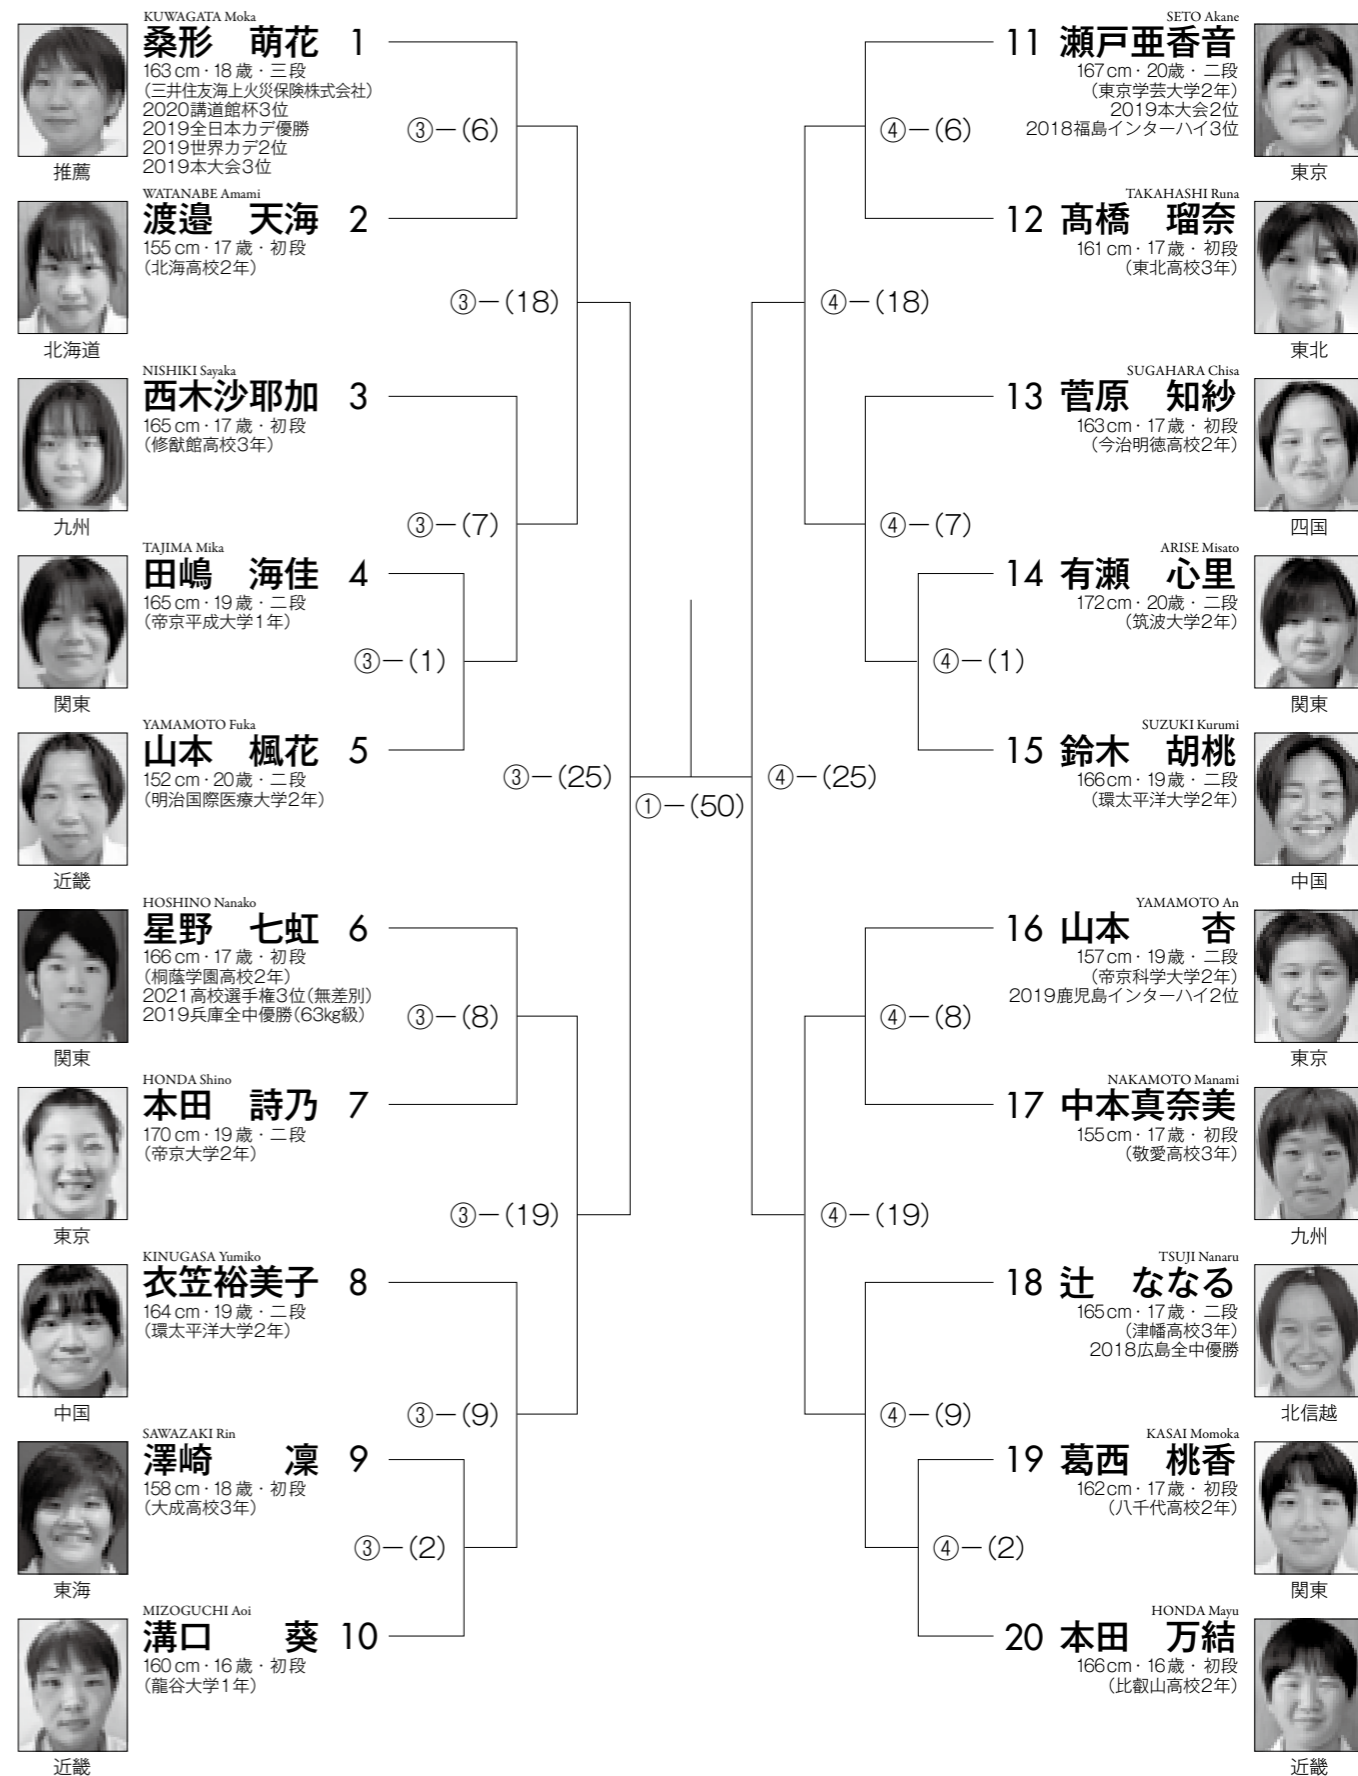 KUWAGATA Moka
桑形 萌花 1
163cm・18歳・三段
(三井住友海上火災保険株式会社)
2020講道館杯3位
2019全日本カデ優勝
2019世界カデ2位
2019本大会3位
推薦
③－(6)
WATANABE Amami
渡邉 天海 2
155cm・17歳・初段
(北海高校2年)
北海道
③－(18)
NISHIKI Sayaka
西木沙耶加 3
165cm・17歳・初段
(修猷館高校3年)
九州
③－(7)
TAJIMA Mika
田嶋 海佳 4
165cm・19歳・二段
(帝京平成大学1年)
関東
③－(1)
YAMAMOTO Fuka
山本 楓花 5
152cm・20歳・二段
(明治国際医療大学2年)
近畿
③－(25)
①－(50)
HOSHINO Nanako
星野 七虹 6
166cm・17歳・初段
(桐蔭学園高校2年)
2021高校選手権3位(無差別)
2019兵庫全中優勝(63kg級)
関東
③－(8)
HONDA Shino
本田 詩乃 7
170cm・19歳・二段
(帝京大学2年)
東京
③－(19)
KINUGASA Yumiko
衣笠裕美子 8
164cm・19歳・二段
(環太平洋大学2年)
中国
③－(9)
SAWAZAKI Rin
澤崎 凜 9
158cm・18歳・初段
(大成高校3年)
東海
③－(2)
MIZOGUCHI Aoi
溝口 葵 10
160cm・16歳・初段
(龍谷大学1年)
近畿
SETO Akane
11 瀬戸亜香音
167cm・20歳・二段
(東京学芸大学2年)
2019本大会2位
2018福島インターハイ3位
東京
④－(6)
TAKAHASHI Runa
12 髙橋 瑠奈
161cm・17歳・初段
(東北高校3年)
東北
④－(18)
SUGAHARA Chisa
13 菅原 知紗
163cm・17歳・初段
(今治明徳高校2年)
四国
④－(7)
ARISE Misato
14 有瀬 心里
172cm・20歳・二段
(筑波大学2年)
関東
④－(1)
SUZUKI Kurumi
15 鈴木 胡桃
166cm・19歳・二段
(環太平洋大学2年)
中国
④－(25)
YAMAMOTO An
16 山本 杏
157cm・19歳・二段
(帝京科学大学2年)
2019鹿児島インターハイ2位
東京
④－(8)
NAKAMOTO Manami
17 中本真奈美
155cm・17歳・初段
(敬愛高校3年)
九州
④－(19)
TSUJI Nanaru
18 辻 ななる
165cm・17歳・二段
(津幡高校3年)
2018広島全中優勝
北信越
④－(9)
KASAI Momoka
19 葛西 桃香
162cm・17歳・初段
(八千代高校2年)
関東
④－(2)
HONDA Mayu
20 本田 万結
166cm・16歳・初段
(比叡山高校2年)
近畿